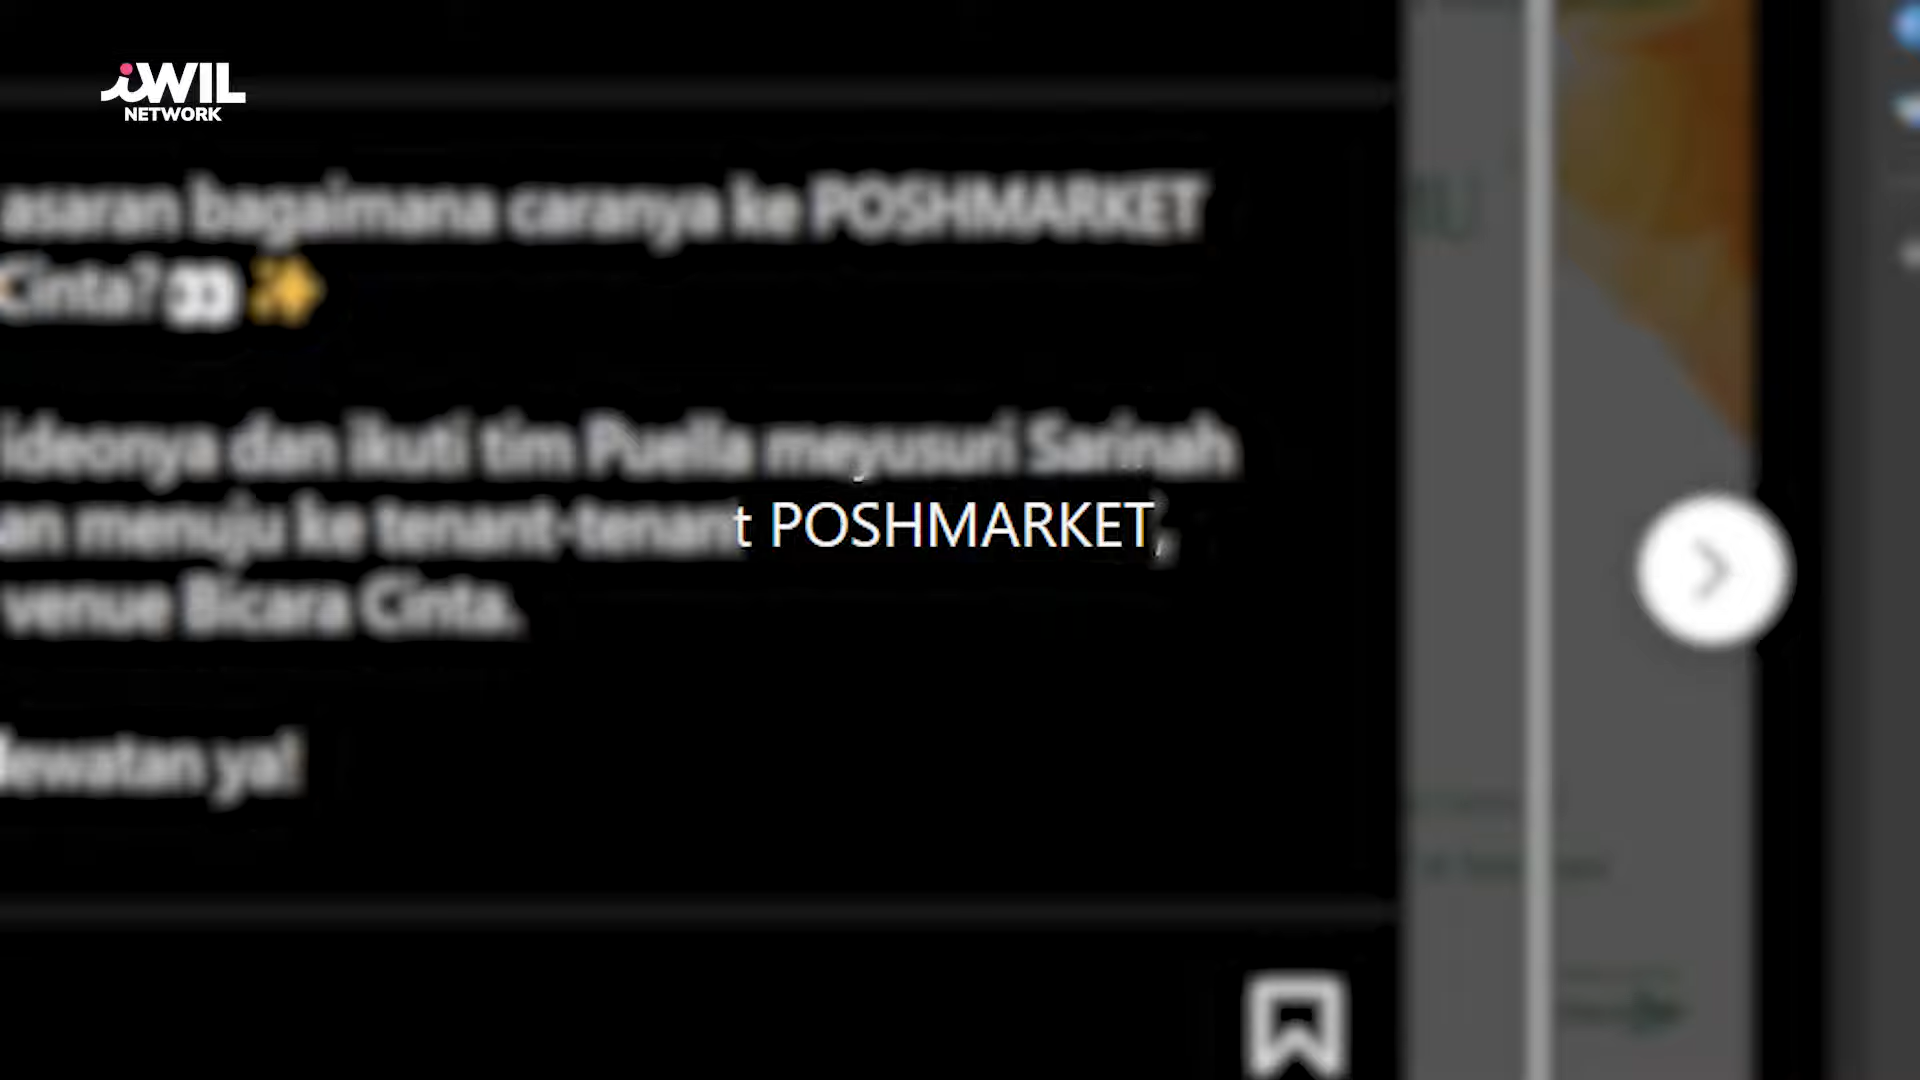 iWIL
NETWORK
asaran bagaimana caranya ke POSHMARKET
Cinta? 👀✨
ideonya dan ikuti tim Puella meyusuri Sarinah
an menuju ke tenant-tenant POSHMARKET,
venue Bicara Cinta.
lewatan ya!